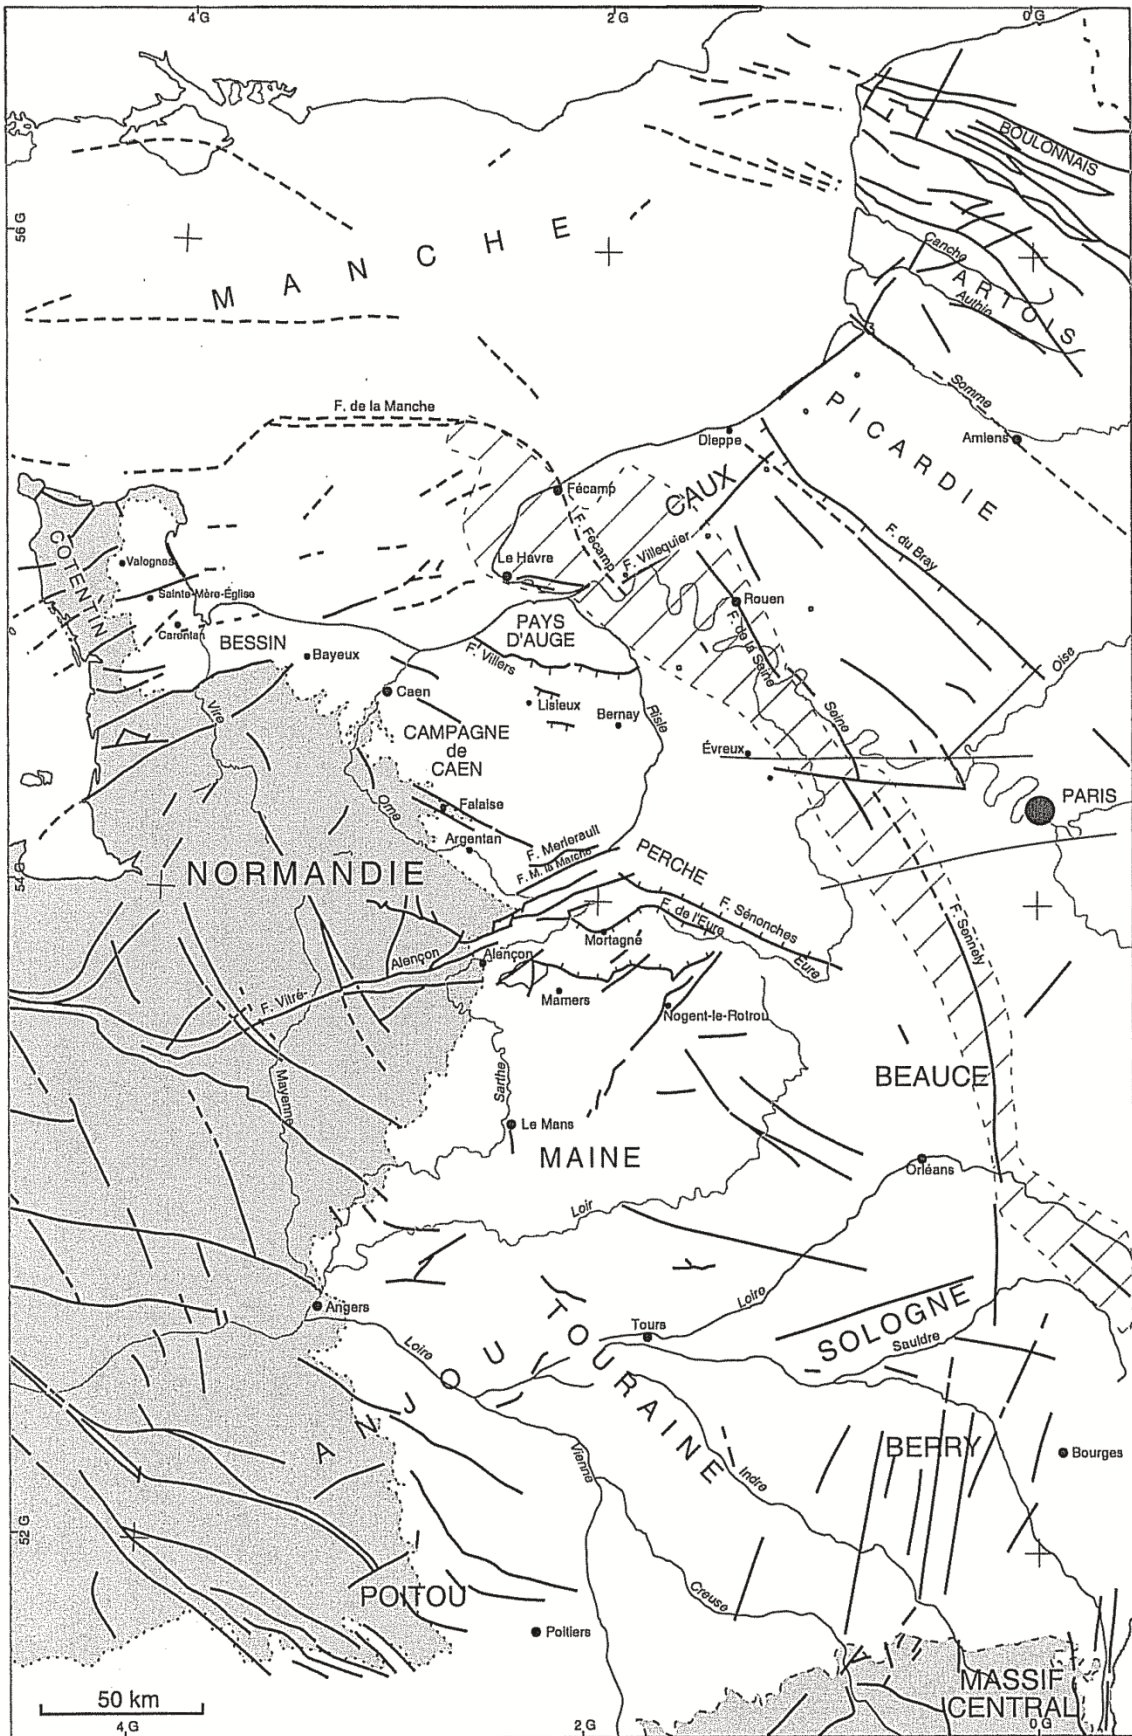 4 G
2 G
0 G
BOULONNAIS
56 G
MANCHE
Canche
ARTOIS
Authie
Somme
F. de la Manche
PICARDIE
Dieppe
Amiens
CAUX
Fécamp
F. Fécamp
F. du Bray
COTENTIN
Valognes
Le Havre
F. Villequier
Sainte-Mère-Église
Rouen
Carentan
BESSIN
PAYS
D'AUGE
F. de la Seine
Bayeux
F. Villers
Oise
Caen
Lisieux
Vire
Bernay
Risle
Seine
CAMPAGNE
de
CAEN
Évreux
Orne
Falaise
PARIS
Argentan
F. Merlerault
F. M. la Marche
PERCHE
54 G
NORMANDIE
F. Sénonches
F. de l'Eure
F. Sennely
Mortagne
Alençon
Alençon
Eure
F. Vitré-
Mamers
Nogent-le-Rotrou
Mayenne
Sarthe
BEAUCE
Le Mans
MAINE
Orléans
Loir
Loire
Angers
Tours
SOLOGNE
Sauldre
Loire
ANJOU
TOURAINE
BERRY
Bourges
Vienne
Indre
52 G
Creuse
POITOU
Poitiers
MASSIF
CENTRAL
50 km
4 G
2 G
0 G